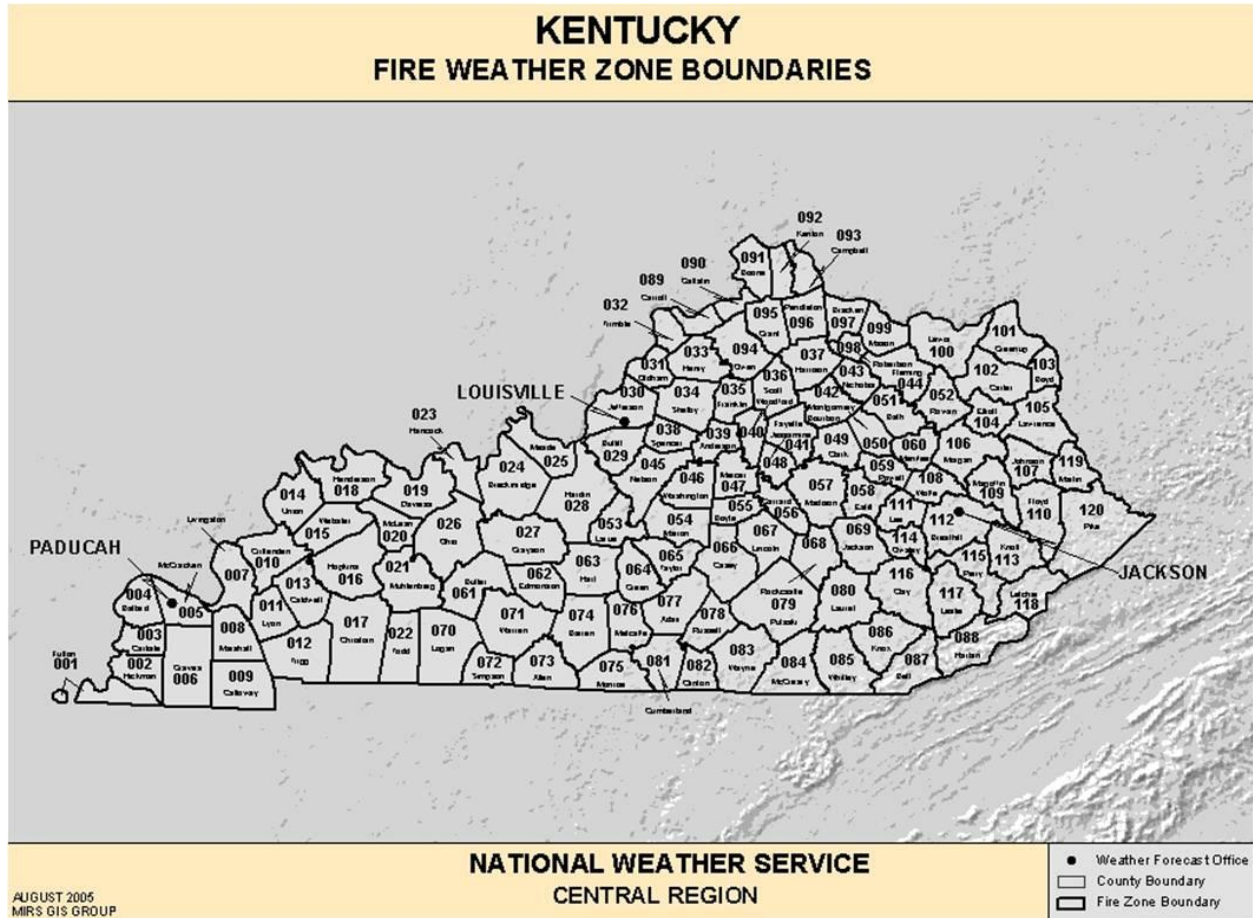 KENTUCKY
FIRE WEATHER ZONE BOUNDARIES
092
Kenton
093
Campbell
091
Boone
090
Gallatin
089
Carroll
032
Trimble
095
Grant
Pendleton
096
Bracken
097
099
Mason
Lewis
100
101
Greenup
033
Henry
094
Owen
037
Harrison
098
Robertson
Fleming
044
102
Carter
103
Boyd
031
Oldham
036
Scott
Woodford
043
Nicholas
LOUISVILLE
030
Jefferson
034
Shelby
035
Franklin
042
Montgomery
Bourbon
051
Bath
052
Rowan
Elliott
104
105
Lawrence
023
Hancock
Meade
025
024
Breckinridge
Bullitt
029
038
Spencer
039
Anderson
040
Fayette
Jessamine
041
049
Clark
050
060
Menifee
106
Morgan
Johnson
107
119
Martin
014
Union
Henderson
018
019
Daviess
Hardin
028
045
Nelson
046
Washington
Mercer
047
048
057
Madison
058
Estill
059
Powell
108
Wolfe
Magoffin
109
Floyd
110
120
Pike
Livingston
Webster
015
McLean
020
026
Ohio
027
Grayson
053
Larue
054
Marion
055
Boyle
Garrard
056
111
Lee
112
Breathitt
PADUCAH
McCracken
007
Crittenden
010
Hopkins
016
021
Muhlenberg
Butler
061
062
Edmonson
063
Hart
064
Green
065
Taylor
066
Casey
067
Lincoln
068
Rockcastle
069
Jackson
114
Owsley
115
Perry
Knott
113
JACKSON
004
Ballard
005
008
Marshall
011
Lyon
013
Caldwell
017
Christian
022
Todd
070
Logan
071
Warren
074
Barren
076
Metcalfe
077
Adair
078
Russell
079
Pulaski
080
Laurel
116
Clay
117
Leslie
Letcher
118
003
Carlisle
Fulton
001
002
Hickman
Graves
006
009
Calloway
012
Trigg
072
Simpson
073
Allen
075
Monroe
081
Cumberland
082
Clinton
083
Wayne
084
McCreary
085
Whitley
086
Knox
087
Bell
088
Harlan
NATIONAL WEATHER SERVICE
CENTRAL REGION
AUGUST 2005
MIRS GIS GROUP
Weather Forecast Office
County Boundary
Fire Zone Boundary